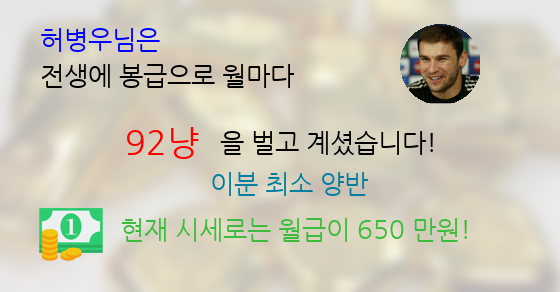 허병우님은
전생에 봉급으로 월마다
92냥 을 벌고 계셨습니다!
이분 최소 양반
1
현재 시세로는 월급이 650 만원!